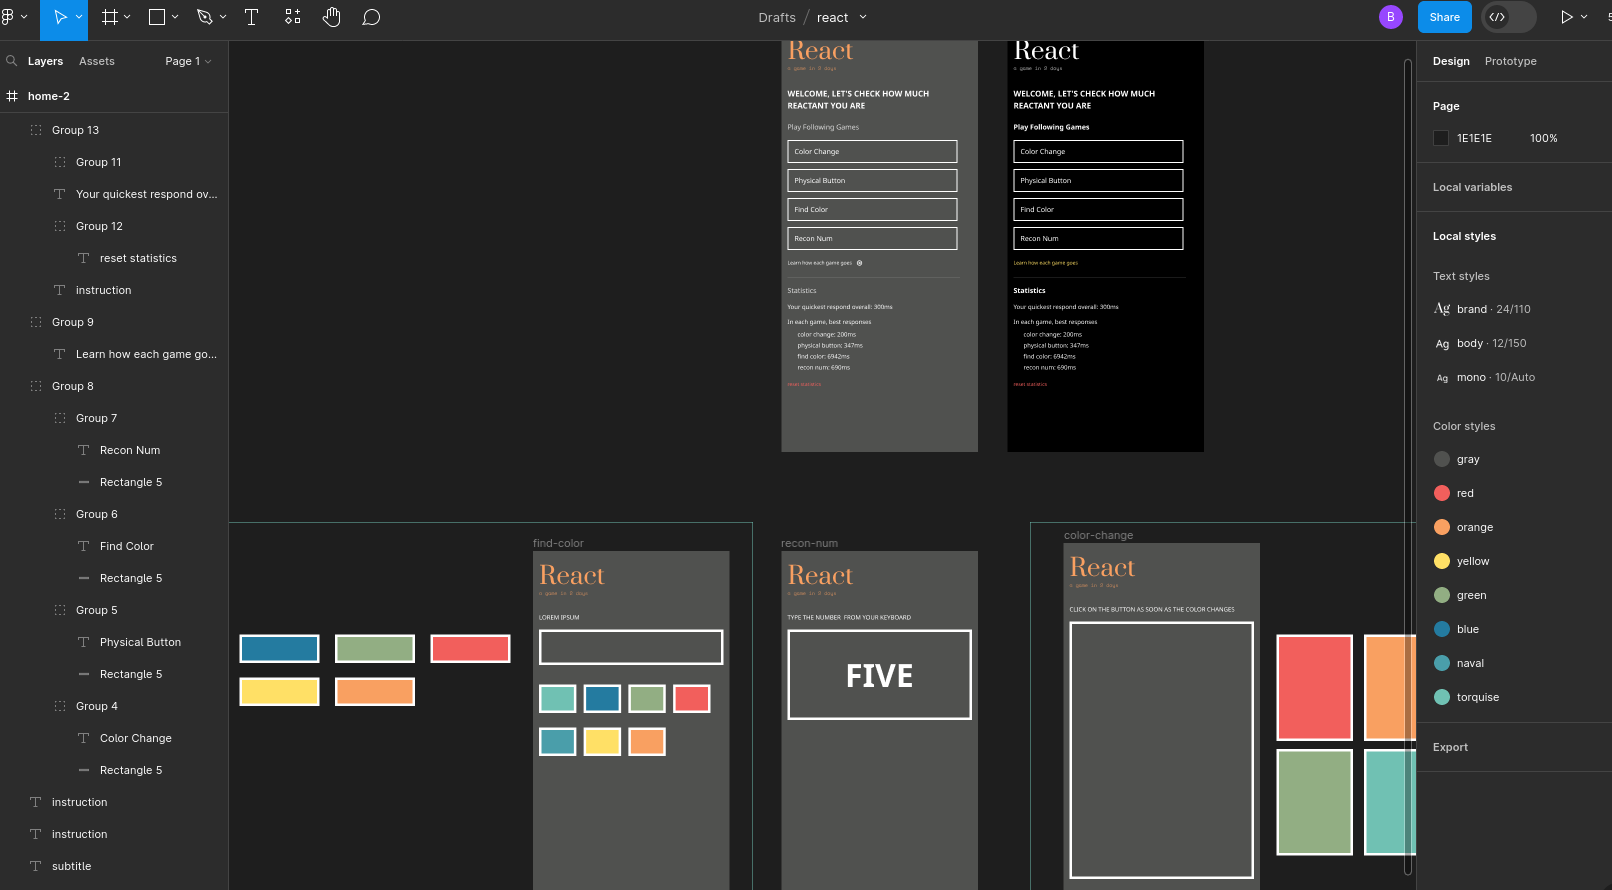 Drafts / react
B
Share
</>
Layers
Assets
Page 1
home-2
Group 13
Group 11
Your quickest respond ov...
Group 12
reset statistics
instruction
Group 9
Learn how each game go...
Group 8
Group 7
Recon Num
Rectangle 5
Group 6
Find Color
Rectangle 5
Group 5
Physical Button
Rectangle 5
Group 4
Color Change
Rectangle 5
instruction
instruction
subtitle
React
a game in 8 days
WELCOME, LET'S CHECK HOW MUCH
REACTANT YOU ARE
Play Following Games
Color Change
Physical Button
Find Color
Recon Num
Learn how each game goes
Statistics
Your quickest respond overall: 300ms
In each game, best responses
color change: 200ms
physical button: 347ms
find color: 6942ms
recon num: 690ms
reset statistics
React
a game in 8 days
WELCOME, LET'S CHECK HOW MUCH
REACTANT YOU ARE
Play Following Games
Color Change
Physical Button
Find Color
Recon Num
Learn how each game goes
Statistics
Your quickest respond overall: 300ms
In each game, best responses
color change: 200ms
physical button: 347ms
find color: 6942ms
recon num: 690ms
reset statistics
find-color
React
a game in 8 days
LOREM IPSUM
recon-num
React
a game in 8 days
TYPE THE NUMBER FROM YOUR KEYBOARD
FIVE
color-change
React
a game in 8 days
CLICK ON THE BUTTON AS SOON AS THE COLOR CHANGES
Design
Prototype
Page
1E1E1E
100%
Local variables
Local styles
Text styles
Ag brand · 24/110
Ag body · 12/150
Ag mono · 10/Auto
Color styles
gray
red
orange
yellow
green
blue
naval
torquise
Export